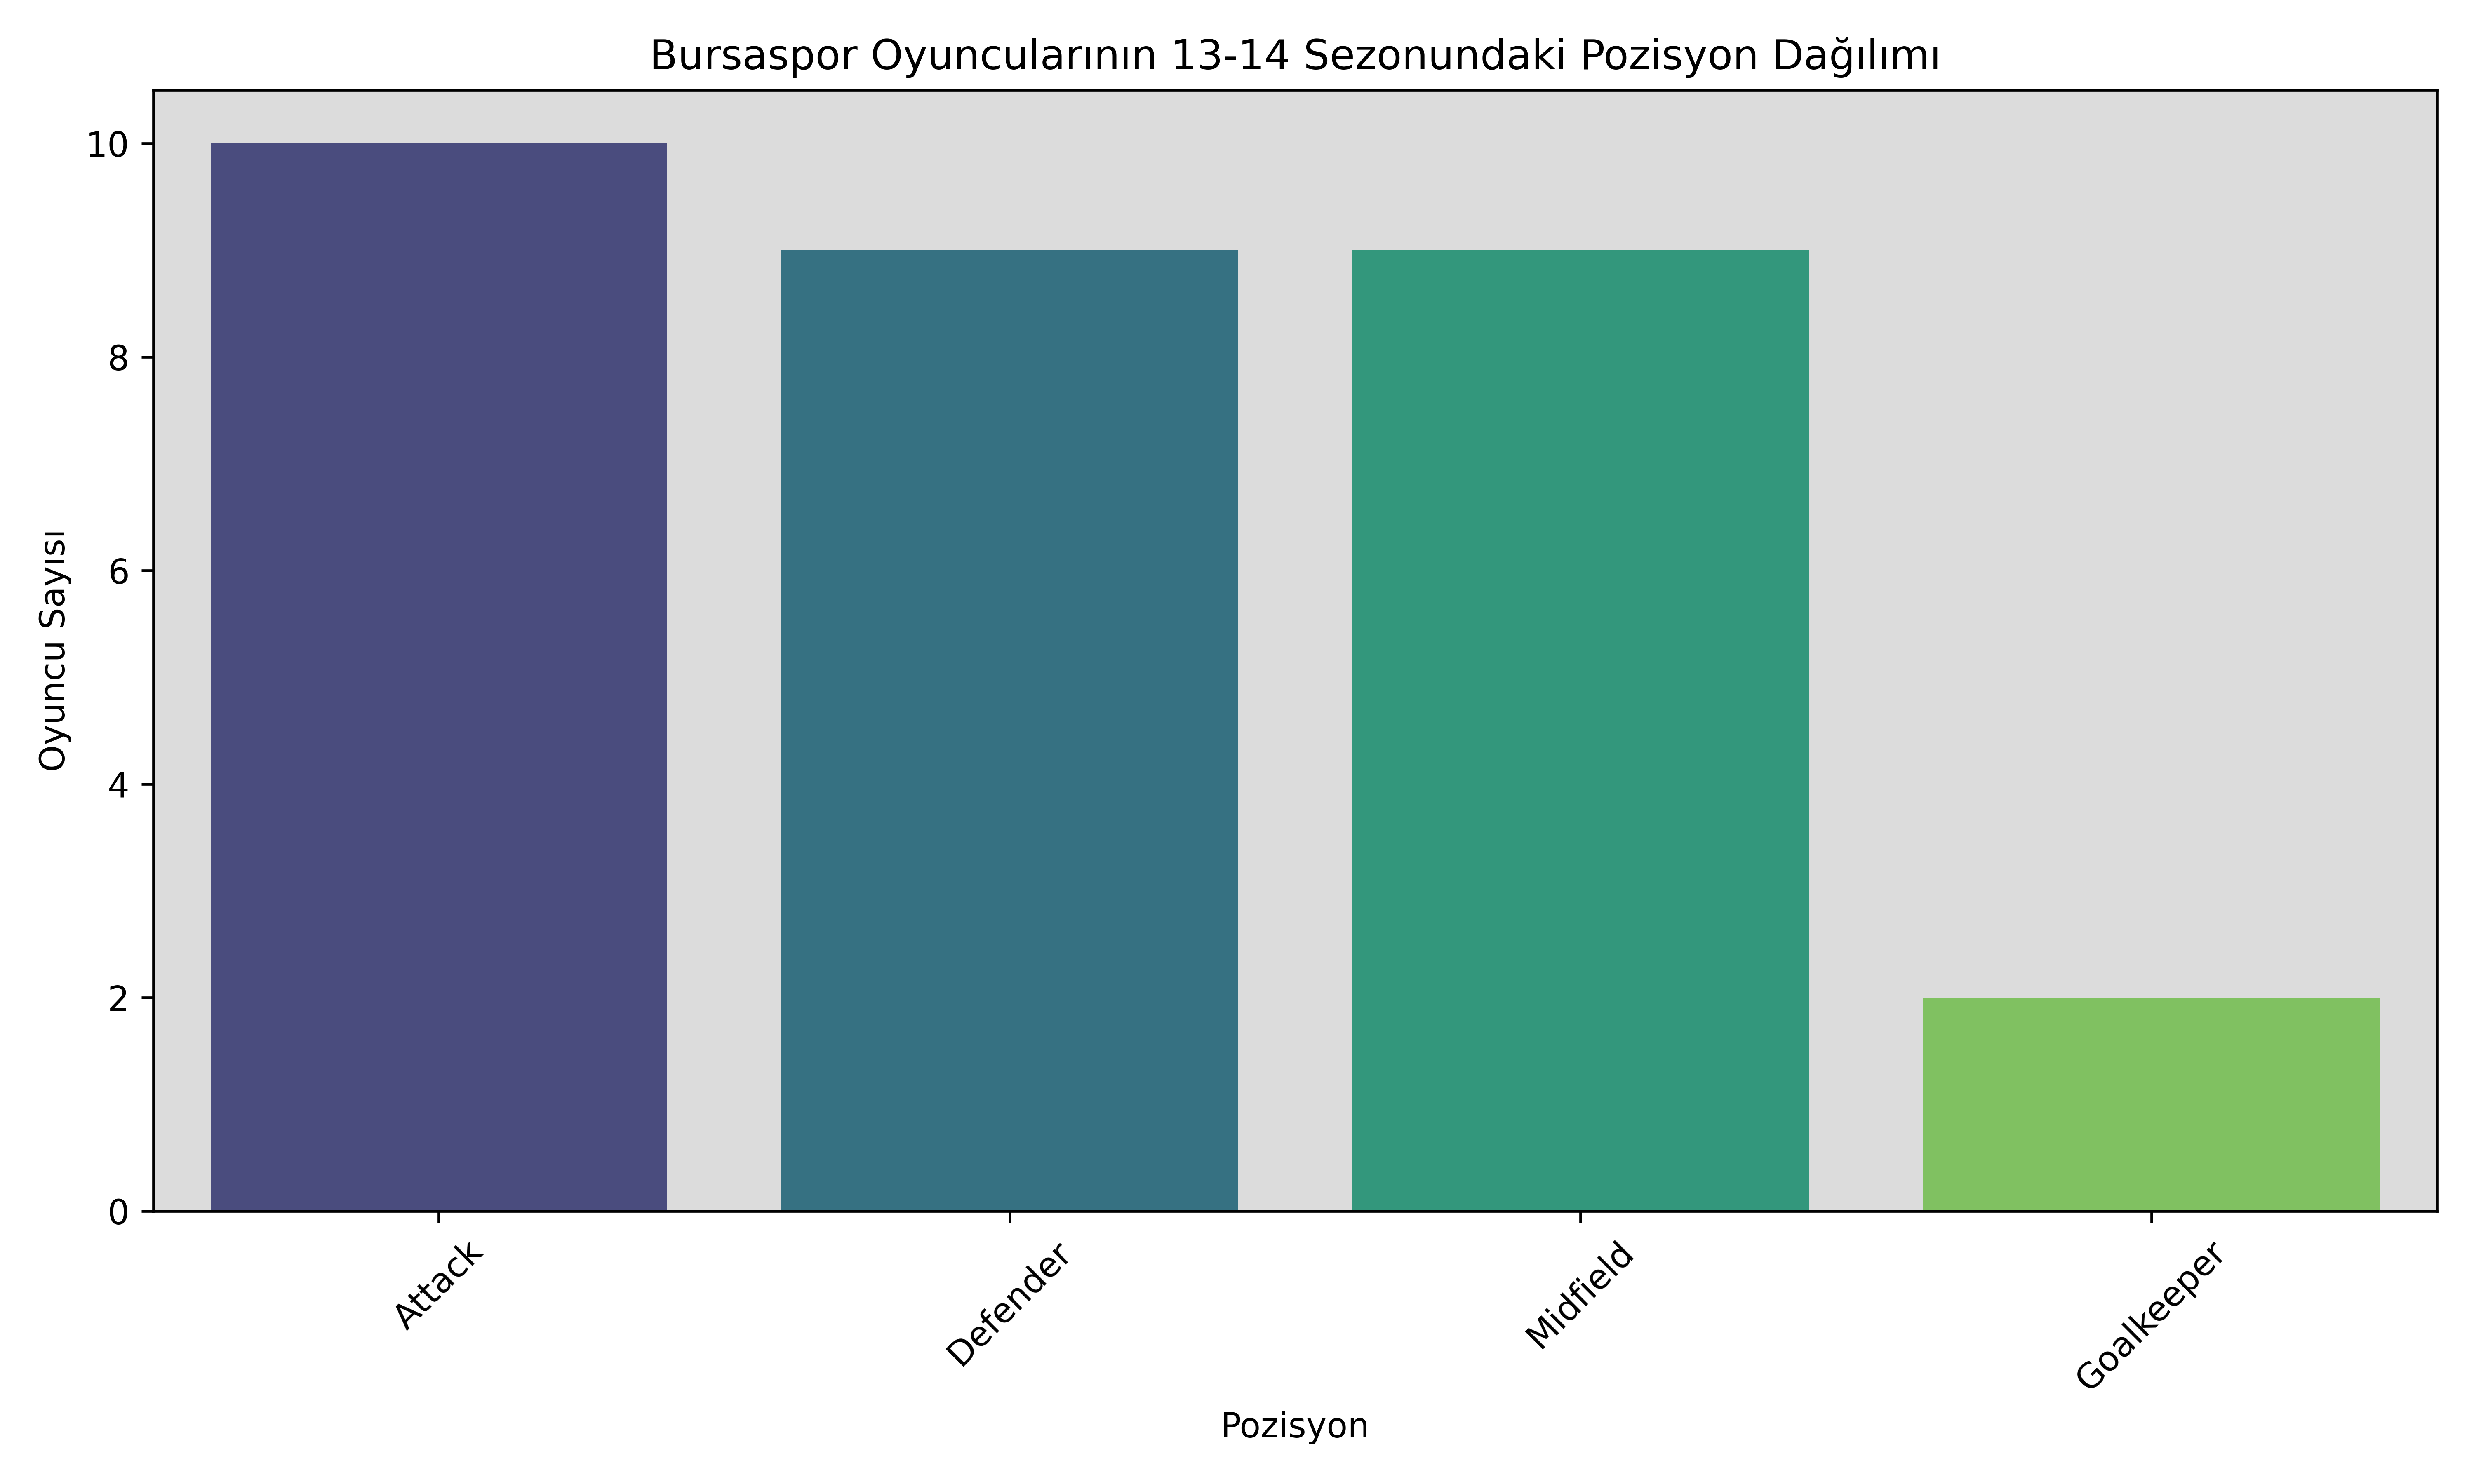 Bursaspor Oyuncularının 13-14 Sezonundaki Pozisyon Dağılımı
10
8
6
4
2
0
Oyuncu Sayısı
Attack
Defender
Midfield
Goalkeeper
Pozisyon